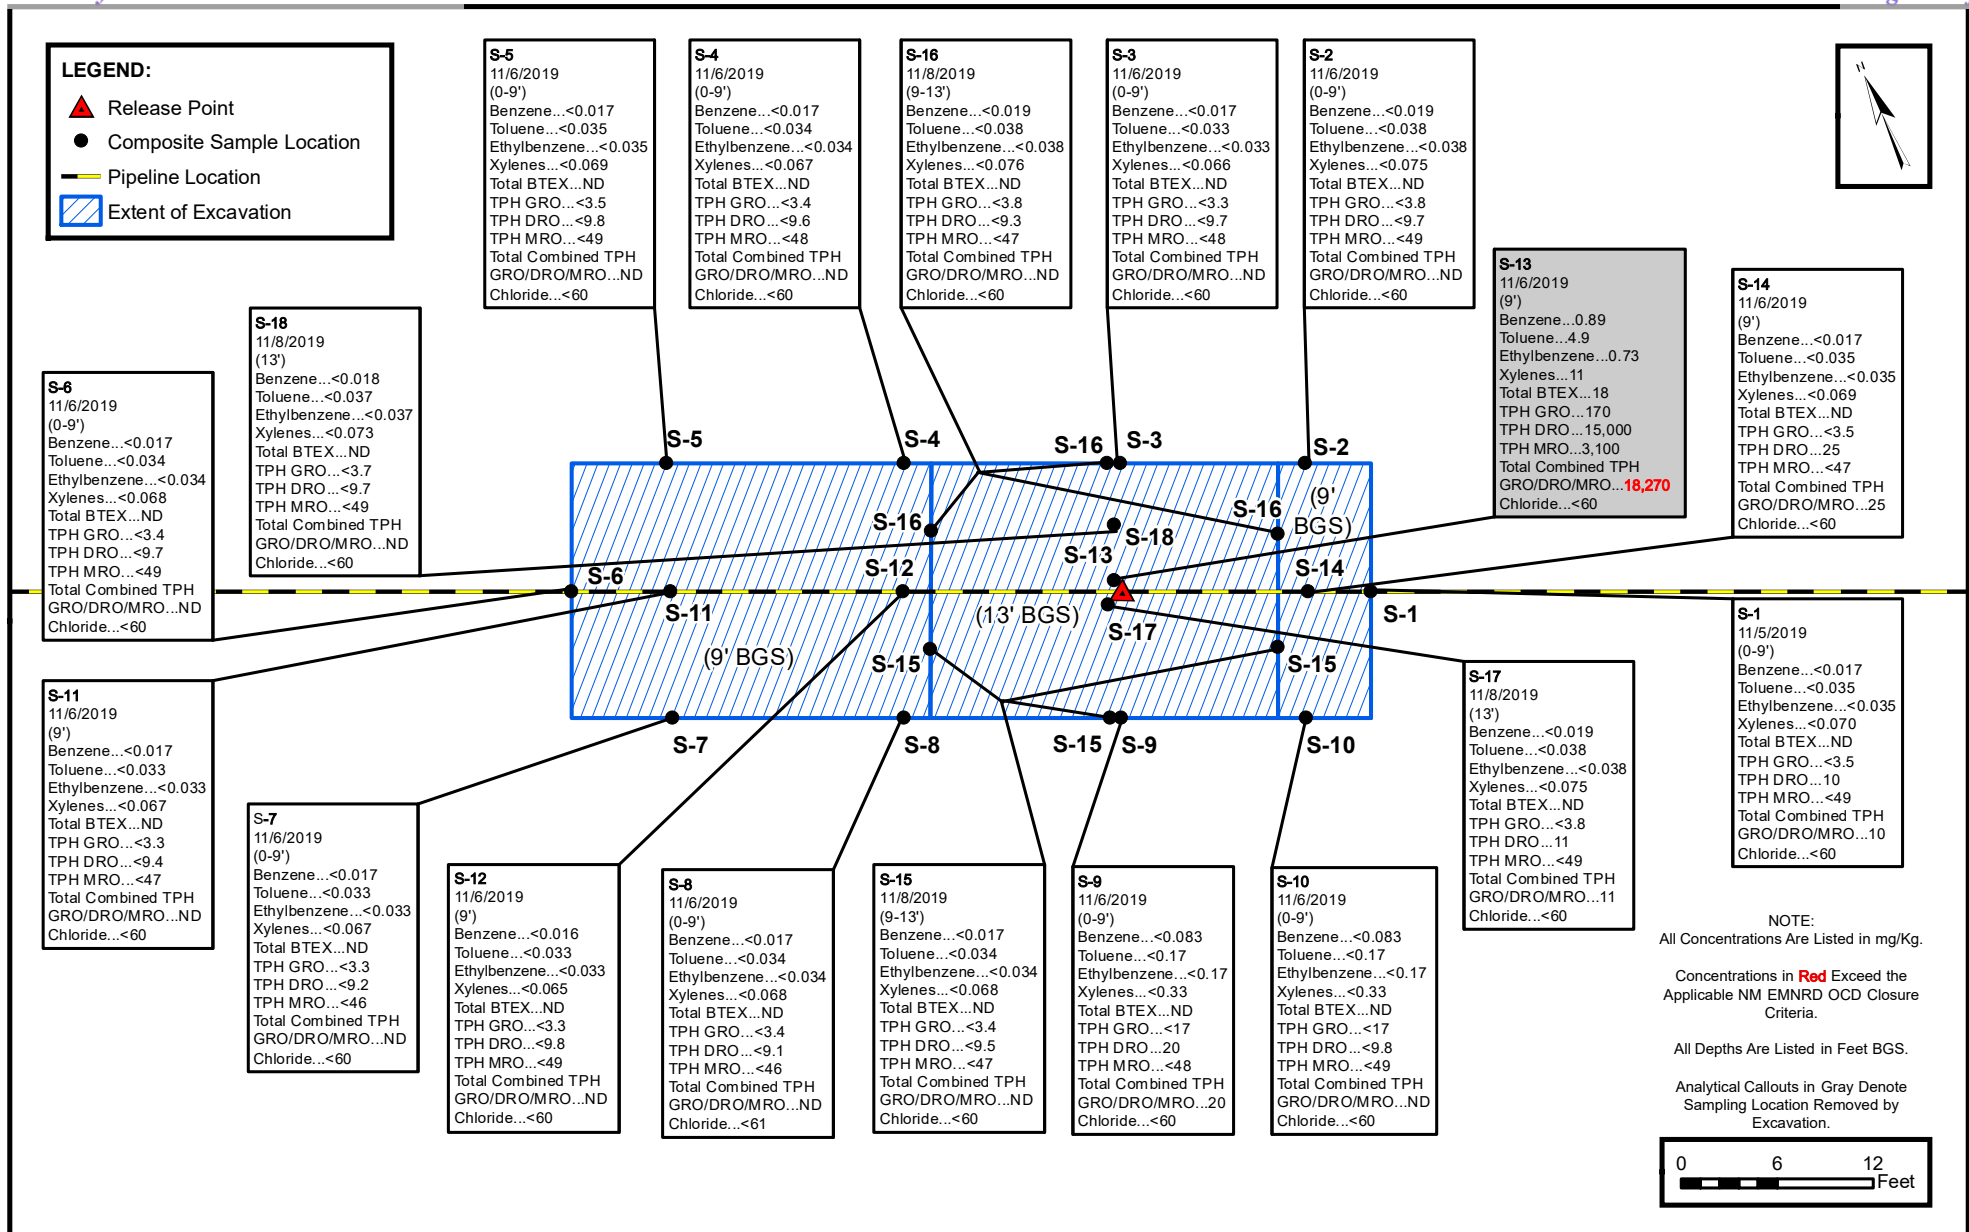 LEGEND:
Release Point
Composite Sample Location
Pipeline Location
Extent of Excavation
S-5
11/6/2019
(0-9')
Benzene...<0.017
Toluene...<0.035
Ethylbenzene...<0.035
Xylenes...<0.069
Total BTEX...ND
TPH GRO...<3.5
TPH DRO...<9.8
TPH MRO...<49
Total Combined TPH
GRO/DRO/MRO...ND
Chloride...<60
S-4
11/6/2019
(0-9')
Benzene...<0.017
Toluene...<0.034
Ethylbenzene...<0.034
Xylenes...<0.067
Total BTEX...ND
TPH GRO...<3.4
TPH DRO...<9.6
TPH MRO...<48
Total Combined TPH
GRO/DRO/MRO...ND
Chloride...<60
S-16
11/8/2019
(9-13')
Benzene...<0.019
Toluene...<0.038
Ethylbenzene...<0.038
Xylenes...<0.076
Total BTEX...ND
TPH GRO...<3.8
TPH DRO...<9.3
TPH MRO...<47
Total Combined TPH
GRO/DRO/MRO...ND
Chloride...<60
S-3
11/6/2019
(0-9')
Benzene...<0.017
Toluene...<0.033
Ethylbenzene...<0.033
Xylenes...<0.066
Total BTEX...ND
TPH GRO...<3.3
TPH DRO...<9.7
TPH MRO...<48
Total Combined TPH
GRO/DRO/MRO...ND
Chloride...<60
S-2
11/6/2019
(0-9')
Benzene...<0.019
Toluene...<0.038
Ethylbenzene...<0.038
Xylenes...<0.075
Total BTEX...ND
TPH GRO...<3.8
TPH DRO...<9.7
TPH MRO...<49
Total Combined TPH
GRO/DRO/MRO...ND
Chloride...<60
N
S-13
11/6/2019
(9')
Benzene...0.89
Toluene...4.9
Ethylbenzene...0.73
Xylenes...11
Total BTEX...18
TPH GRO...170
TPH DRO...15,000
TPH MRO...3,100
Total Combined TPH
GRO/DRO/MRO...18,270
Chloride...<60
S-14
11/6/2019
(9')
Benzene...<0.017
Toluene...<0.035
Ethylbenzene...<0.035
Xylenes...<0.069
Total BTEX...ND
TPH GRO...<3.5
TPH DRO...25
TPH MRO...<47
Total Combined TPH
GRO/DRO/MRO...25
Chloride...<60
S-18
11/8/2019
(13')
Benzene...<0.018
Toluene...<0.037
Ethylbenzene...<0.037
Xylenes...<0.073
Total BTEX...ND
TPH GRO...<3.7
TPH DRO...<9.7
TPH MRO...<49
Total Combined TPH
GRO/DRO/MRO...ND
Chloride...<60
S-6
11/6/2019
(0-9')
Benzene...<0.017
Toluene...<0.034
Ethylbenzene...<0.034
Xylenes...<0.068
Total BTEX...ND
TPH GRO...<3.4
TPH DRO...<9.7
TPH MRO...<49
Total Combined TPH
GRO/DRO/MRO...ND
Chloride...<60
S-5
S-4
S-16
S-3
S-2
S-16
S-16
(9'
BGS)
S-18
S-13
S-6
S-12
S-14
S-11
(13' BGS)
S-17
S-1
(9' BGS)
S-15
S-15
S-7
S-8
S-15
S-9
S-10
S-11
11/6/2019
(9')
Benzene...<0.017
Toluene...<0.033
Ethylbenzene...<0.033
Xylenes...<0.067
Total BTEX...ND
TPH GRO...<3.3
TPH DRO...<9.4
TPH MRO...<47
Total Combined TPH
GRO/DRO/MRO...ND
Chloride...<60
S-7
11/6/2019
(0-9')
Benzene...<0.017
Toluene...<0.033
Ethylbenzene...<0.033
Xylenes...<0.067
Total BTEX...ND
TPH GRO...<3.3
TPH DRO...<9.2
TPH MRO...<46
Total Combined TPH
GRO/DRO/MRO...ND
Chloride...<60
S-12
11/6/2019
(9')
Benzene...<0.016
Toluene...<0.033
Ethylbenzene...<0.033
Xylenes...<0.065
Total BTEX...ND
TPH GRO...<3.3
TPH DRO...<9.8
TPH MRO...<49
Total Combined TPH
GRO/DRO/MRO...ND
Chloride...<60
S-8
11/6/2019
(0-9')
Benzene...<0.017
Toluene...<0.034
Ethylbenzene...<0.034
Xylenes...<0.068
Total BTEX...ND
TPH GRO...<3.4
TPH DRO...<9.1
TPH MRO...<46
Total Combined TPH
GRO/DRO/MRO...ND
Chloride...<61
S-15
11/8/2019
(9-13')
Benzene...<0.017
Toluene...<0.034
Ethylbenzene...<0.034
Xylenes...<0.068
Total BTEX...ND
TPH GRO...<3.4
TPH DRO...<9.5
TPH MRO...<47
Total Combined TPH
GRO/DRO/MRO...ND
Chloride...<60
S-9
11/6/2019
(0-9')
Benzene...<0.083
Toluene...<0.17
Ethylbenzene...<0.17
Xylenes...<0.33
Total BTEX...ND
TPH GRO...<17
TPH DRO...20
TPH MRO...<48
Total Combined TPH
GRO/DRO/MRO...20
Chloride...<60
S-10
11/6/2019
(0-9')
Benzene...<0.083
Toluene...<0.17
Ethylbenzene...<0.17
Xylenes...<0.33
Total BTEX...ND
TPH GRO...<17
TPH DRO...<9.8
TPH MRO...<49
Total Combined TPH
GRO/DRO/MRO...ND
Chloride...<60
S-17
11/8/2019
(13')
Benzene...<0.019
Toluene...<0.038
Ethylbenzene...<0.038
Xylenes...<0.075
Total BTEX...ND
TPH GRO...<3.8
TPH DRO...11
TPH MRO...<49
Total Combined TPH
GRO/DRO/MRO...11
Chloride...<60
S-1
11/5/2019
(0-9')
Benzene...<0.017
Toluene...<0.035
Ethylbenzene...<0.035
Xylenes...<0.070
Total BTEX...ND
TPH GRO...<3.5
TPH DRO...10
TPH MRO...<49
Total Combined TPH
GRO/DRO/MRO...10
Chloride...<60
NOTE:
All Concentrations Are Listed in mg/Kg.
Concentrations in Red Exceed the
Applicable NM EMNRD OCD Closure
Criteria.
All Depths Are Listed in Feet BGS.
Analytical Callouts in Gray Denote
Sampling Location Removed by
Excavation.
0 6 12
Feet